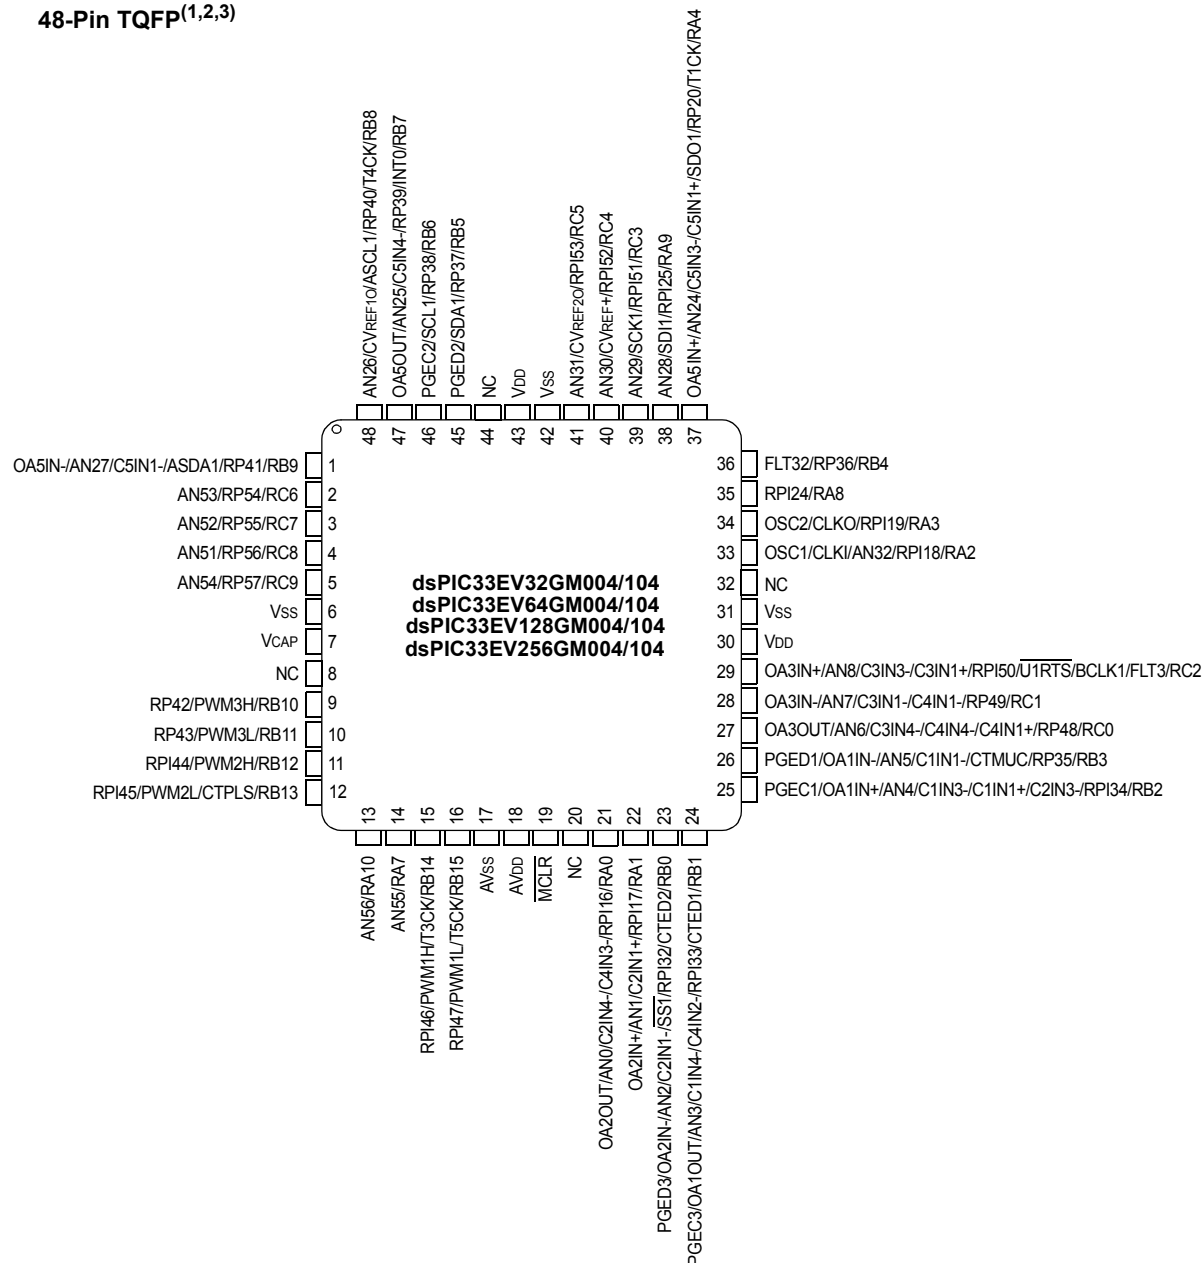 48-Pin TQFP(1,2,3)
AN26/CVREF1O/ASCL1/RP40/T4CK/RB8
OA5OUT/AN25/C5IN4-/RP39/INT0/RB7
PGEC2/SCL1/RP38/RB6
PGED2/SDA1/RP37/RB5
NC
VDD
VSS
AN31/CVREF2O/RPI53/RC5
AN30/CVREF+/RPI52/RC4
AN29/SCK1/RPI51/RC3
AN28/SDI1/RPI25/RA9
OA5IN+/AN24/C5IN3-/C5IN1+/SDO1/RP20/T1CK/RA4
48 47 46 45 44 43 42 41 40 39 38 37
OA5IN-/AN27/C5IN1-/ASDA1/RP41/RB9 1
AN53/RP54/RC6 2
AN52/RP55/RC7 3
AN51/RP56/RC8 4
AN54/RP57/RC9 5
VSS 6
VCAP 7
NC 8
RP42/PWM3H/RB10 9
RP43/PWM3L/RB11 10
RPI44/PWM2H/RB12 11
RPI45/PWM2L/CTPLS/RB13 12
dsPIC33EV32GM004/104
dsPIC33EV64GM004/104
dsPIC33EV128GM004/104
dsPIC33EV256GM004/104
36 FLT32/RP36/RB4
35 RPI24/RA8
34 OSC2/CLKO/RPI19/RA3
33 OSC1/CLKI/AN32/RPI18/RA2
32 NC
31 VSS
30 VDD
29 OA3IN+/AN8/C3IN3-/C3IN1+/RPI50/U1RTS/BCLK1/FLT3/RC2
28 OA3IN-/AN7/C3IN1-/C4IN1-/RP49/RC1
27 OA3OUT/AN6/C3IN4-/C4IN4-/C4IN1+/RP48/RC0
26 PGED1/OA1IN-/AN5/C1IN1-/CTMUC/RP35/RB3
25 PGEC1/OA1IN+/AN4/C1IN3-/C1IN1+/C2IN3-/RPI34/RB2
13 14 15 16 17 18 19 20 21 22 23 24
AN56/RA10
AN55/RA7
RPI46/PWM1H/T3CK/RB14
RPI47/PWM1L/T5CK/RB15
AVSS
AVDD
MCLR
NC
OA2OUT/AN0/C2IN4-/C4IN3-/RPI16/RA0
OA2IN+/AN1/C2IN1+/RPI17/RA1
PGED3/OA2IN-/AN2/C2IN1-/SS1/RPI32/CTED2/RB0
PGEC3/OA1OUT/AN3/C1IN4-/C4IN2-/RPI33/CTED1/RB1